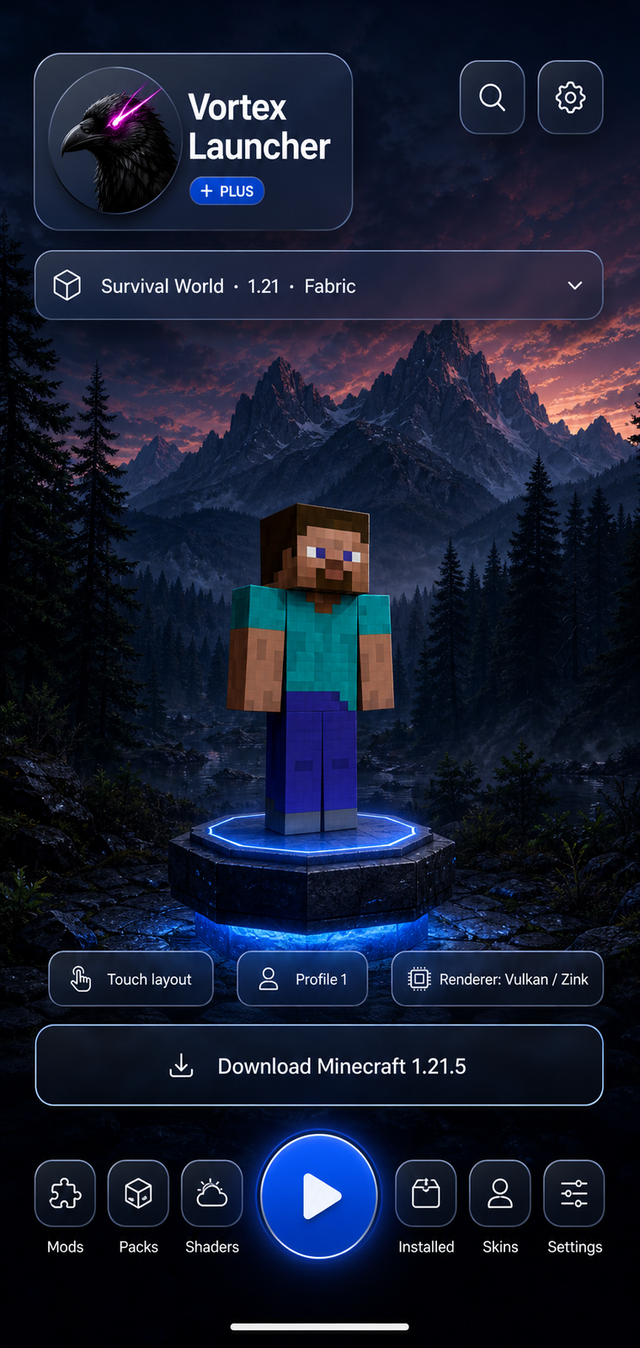 Vortex
Launcher
+ PLUS
Survival World • 1.21 • Fabric
Touch layout
Profile 1
Renderer: Vulkan / Zink
Download Minecraft 1.21.5
Mods
Packs
Shaders
Installed
Skins
Settings